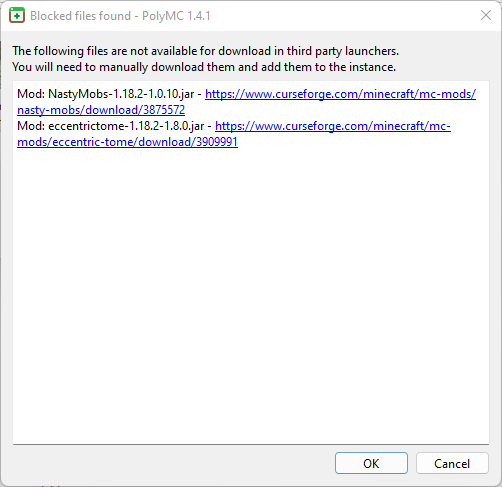 Blocked files found - PolyMC 1.4.1
The following files are not available for download in third party launchers.
You will need to manually download them and add them to the instance.
Mod: NastyMobs-1.18.2-1.0.10.jar - https://www.curseforge.com/minecraft/mc-mods/
nasty-mobs/download/3875572
Mod: eccentrictome-1.18.2-1.8.0.jar - https://www.curseforge.com/minecraft/mc-
mods/eccentric-tome/download/3909991
OK
Cancel